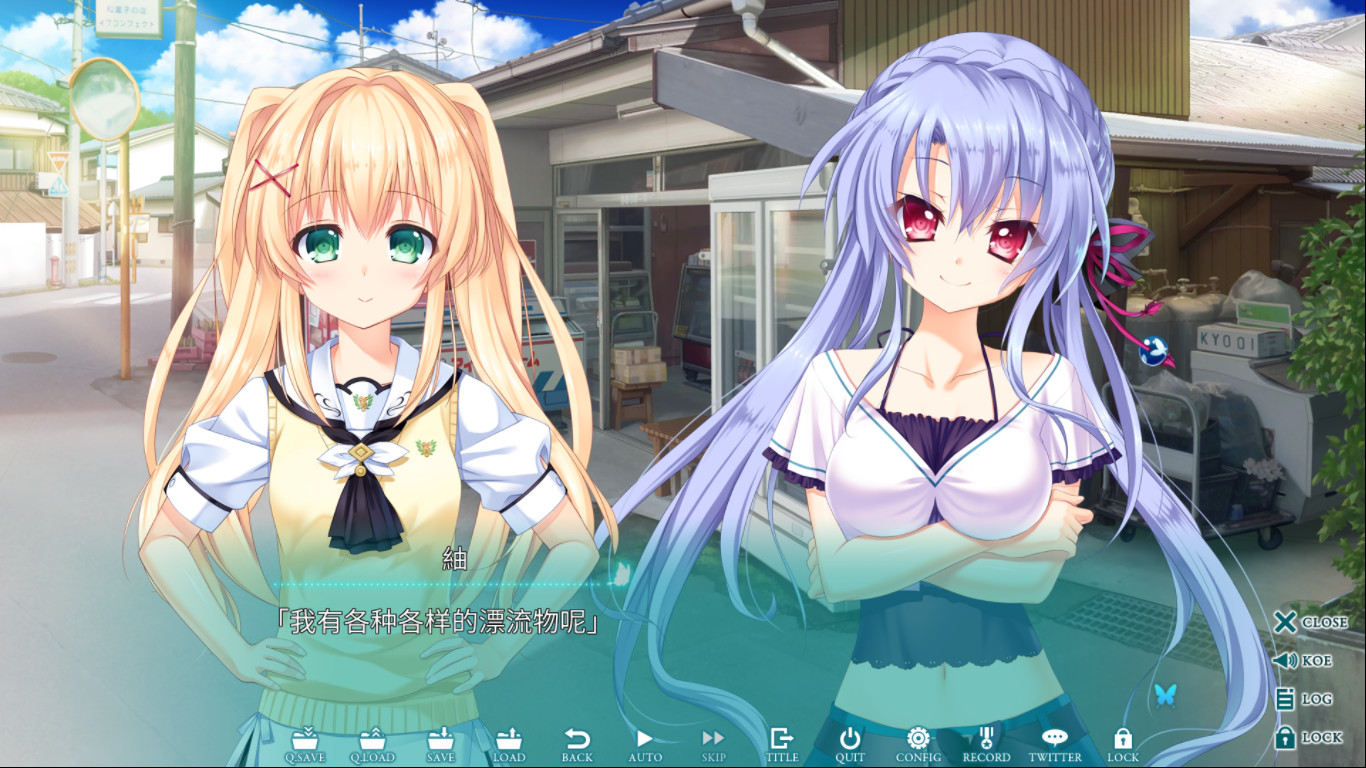 紬
「我有各种各样的漂流物呢」
KYOOI
CLOSE
KOE
LOG
LOCK
Q.SAVE
Q.LOAD
SAVE
LOAD
BACK
AUTO
SKIP
TITLE
QUIT
CONFIG
RECORD
TWITTER
LOCK